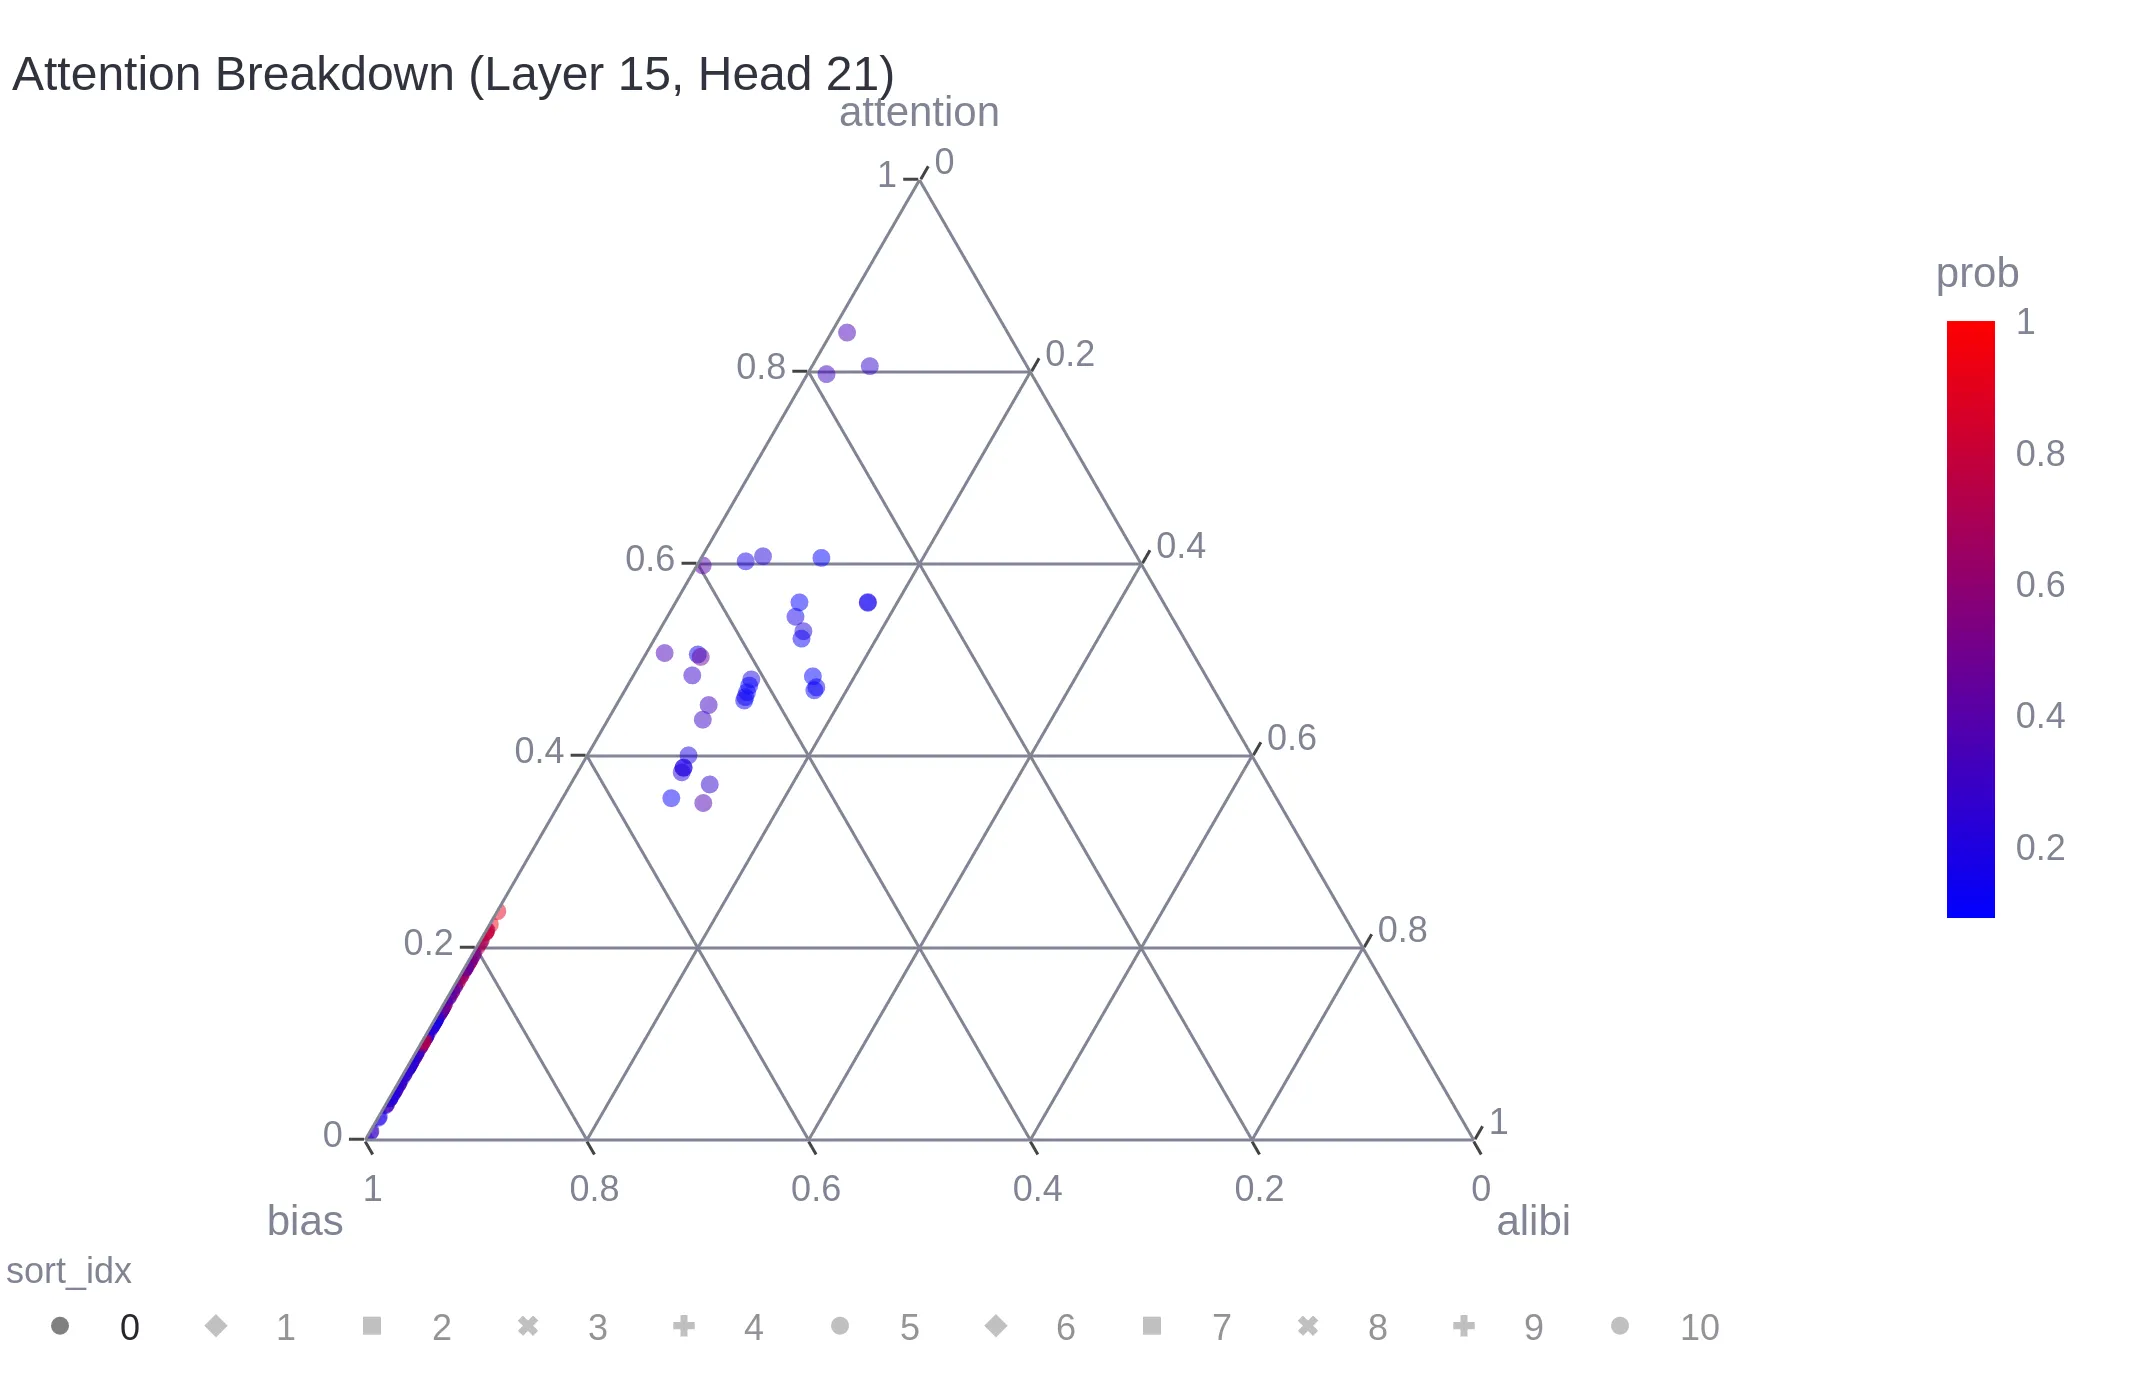 Attention Breakdown (Layer 15, Head 21)
attention
1 0
prob
1
0.8 0.2
0.8
0.6 0.4
0.6
0.4 0.6
0.4
0.2 0.8
0.2
0 1
1 0.8 0.6 0.4 0.2 0
bias alibi
sort_idx
0 1 2 3 4 5 6 7 8 9 10